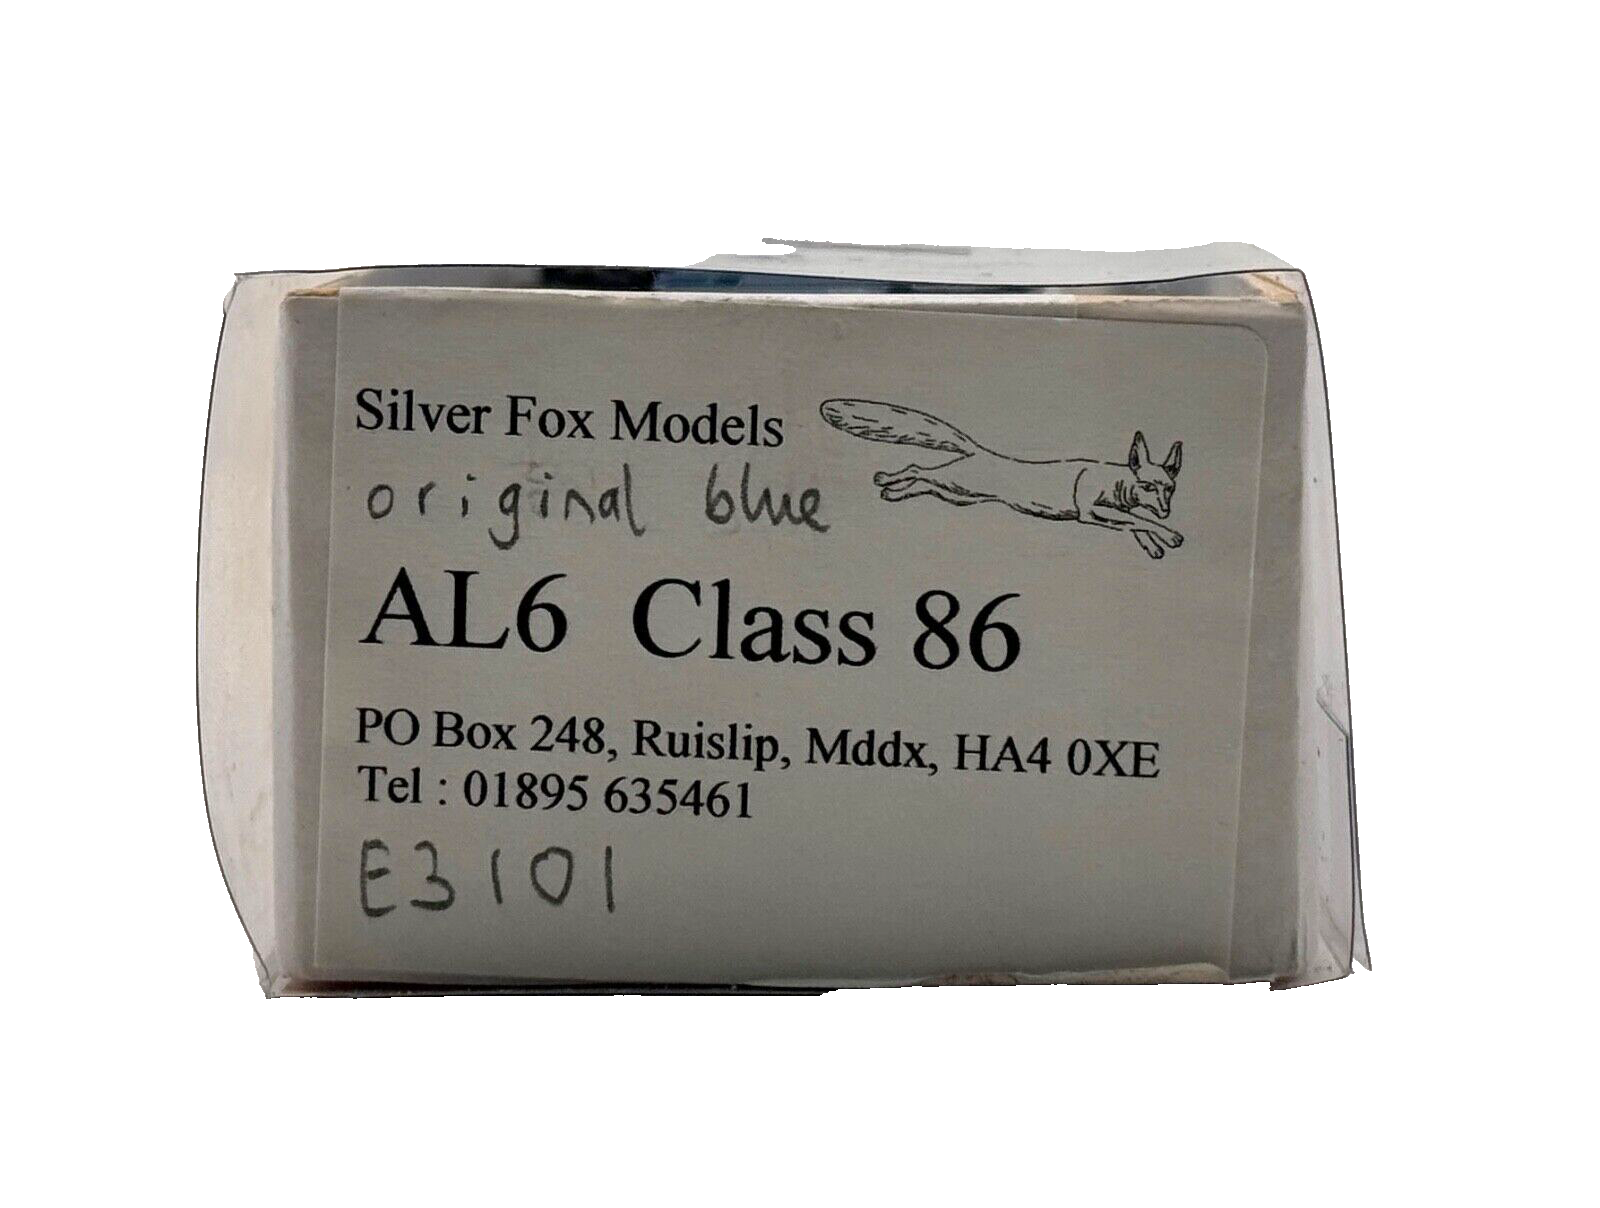 Silver Fox Models
original blue
AL6 Class 86
PO Box 248, Ruislip, Mddx, HA4 0XE
Tel : 01895 635461
E3101